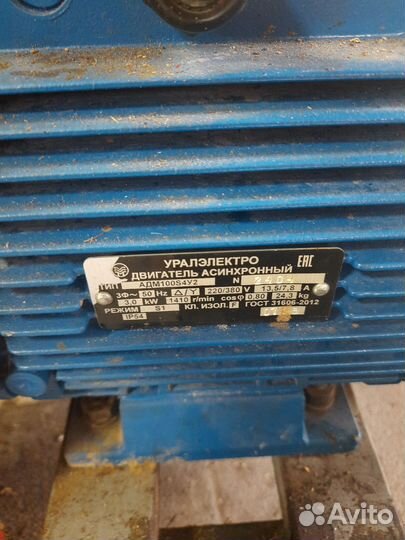 УРАЛЭЛЕКТРО
EAC
ДВИГАТЕЛЬ АСИНХРОННЫЙ
ТИП АДМ100S4У2 N
3Ф~ 50 Hz Δ/Y 220/380 V 13.5/7.8 A
3.0 kW 1410 r/min cosφ 0.80 24.3 kg
РЕЖИМ S1 КЛ. ИЗОЛ. F ГОСТ 31606-2012
IP54
Avito